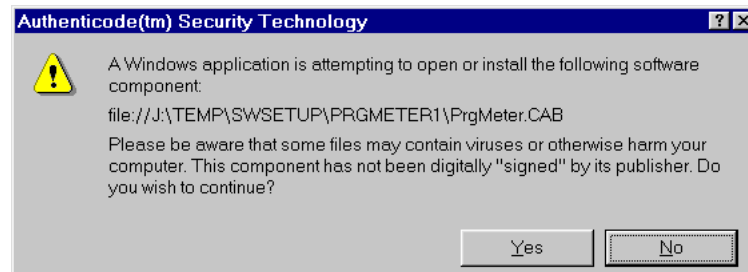 Authenticode(tm) Security Technology
A Windows application is attempting to open or install the following software
component:
file://J:\TEMP\SWSETUP\PRGMETER1\PrgMeter.CAB
Please be aware that some files may contain viruses or otherwise harm your
computer. This component has not been digitally "signed" by its publisher. Do
you wish to continue?
Yes
No